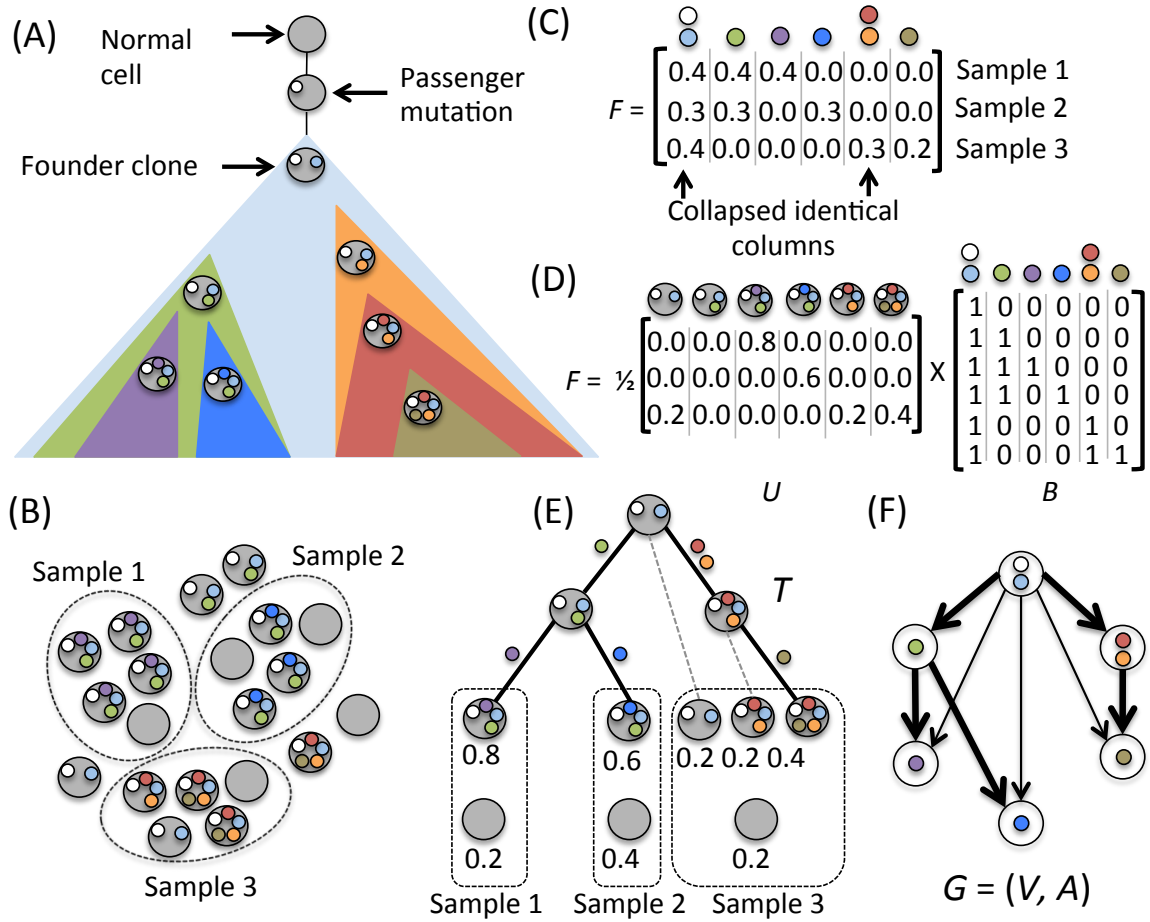 (A)
Normal
cell
Passenger
mutation
Founder clone
(B)
Sample 1
Sample 2
Sample 3
(C)
F =
0.4 0.4 0.4 0.0 0.0 0.0 Sample 1
0.3 0.3 0.0 0.3 0.0 0.0 Sample 2
0.4 0.0 0.0 0.0 0.3 0.2 Sample 3
Collapsed identical
columns
(D)
F = ½
0.0 0.0 0.8 0.0 0.0 0.0
0.0 0.0 0.0 0.6 0.0 0.0
0.2 0.0 0.0 0.0 0.2 0.4
U
X
1 0 0 0 0 0
1 1 0 0 0 0
1 1 1 0 0 0
1 1 0 1 0 0
1 0 0 0 1 0
1 0 0 0 1 1
B
(E)
T
0.8 0.6 0.2 0.2 0.4
0.2 0.4 0.2
Sample 1 Sample 2 Sample 3
(F)
G = (V, A)